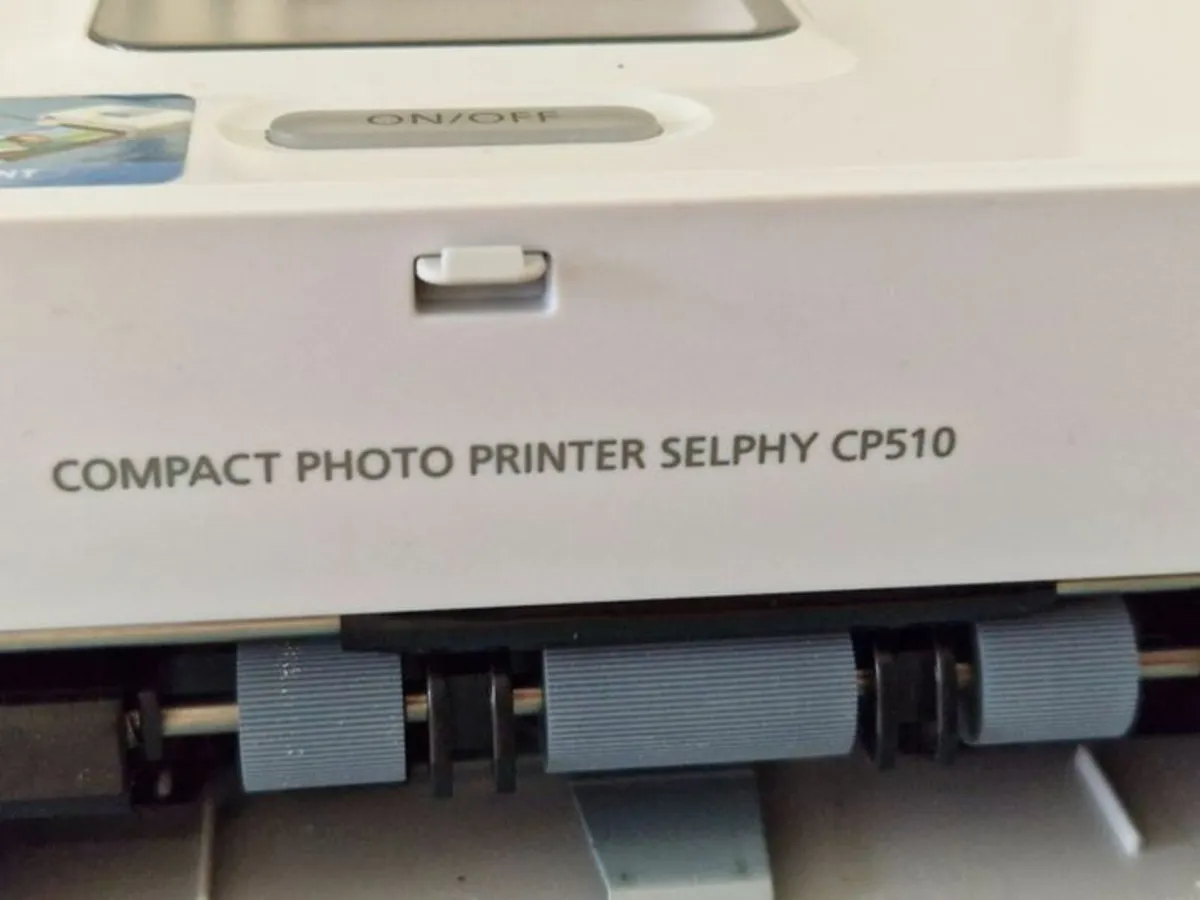 ON/OFF
COMPACT PHOTO PRINTER SELPHY CP510